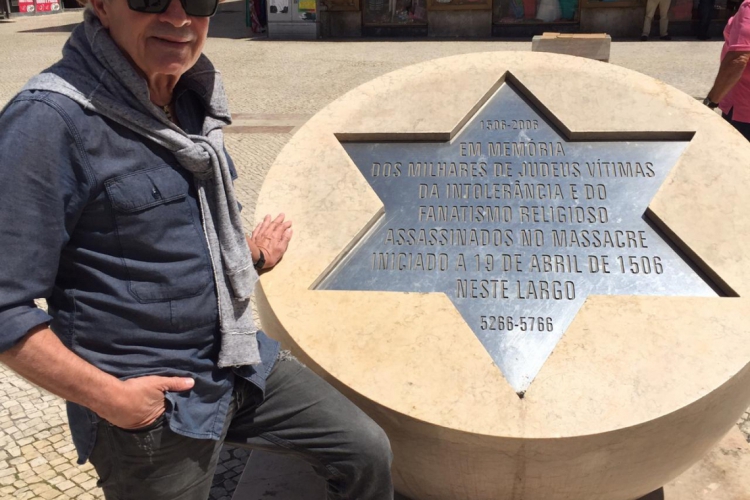 1506-2006
EM MEMÓRIA
DOS MILHARES DE JUDEUS VÍTIMAS
DA INTOLERÂNCIA E DO
FANATISMO RELIGIOSO
ASSASSINADOS NO MASSACRE
INICIADO A 19 DE ABRIL DE 1506
NESTE LARGO
5266-5766